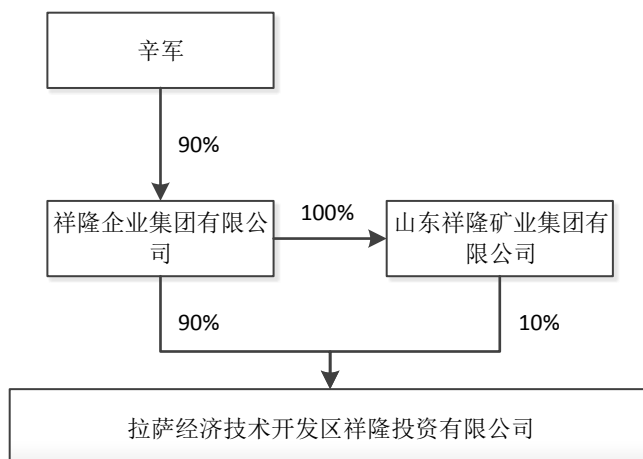 辛军
90%
祥隆企业集团有限公
司
100%
山东祥隆矿业集团有
限公司
90%
10%
拉萨经济技术开发区祥隆投资有限公司